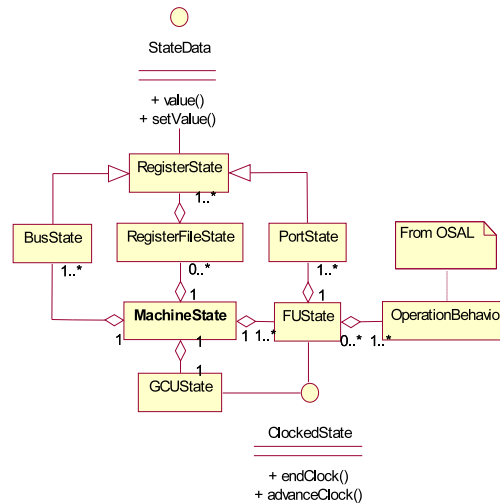 StateData
+ value()
+ setValue()
RegisterState
1..*
BusState
RegisterFileState
PortState
From OSAL
1..*
0..*
1..*
1
1
MachineState
FUState
OperationBehavio
1
1
1
1..*
0..*
1..*
1
GCUState
ClockedState
+ endClock()
+ advanceClock()